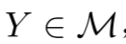 Y ∈ ℳ,